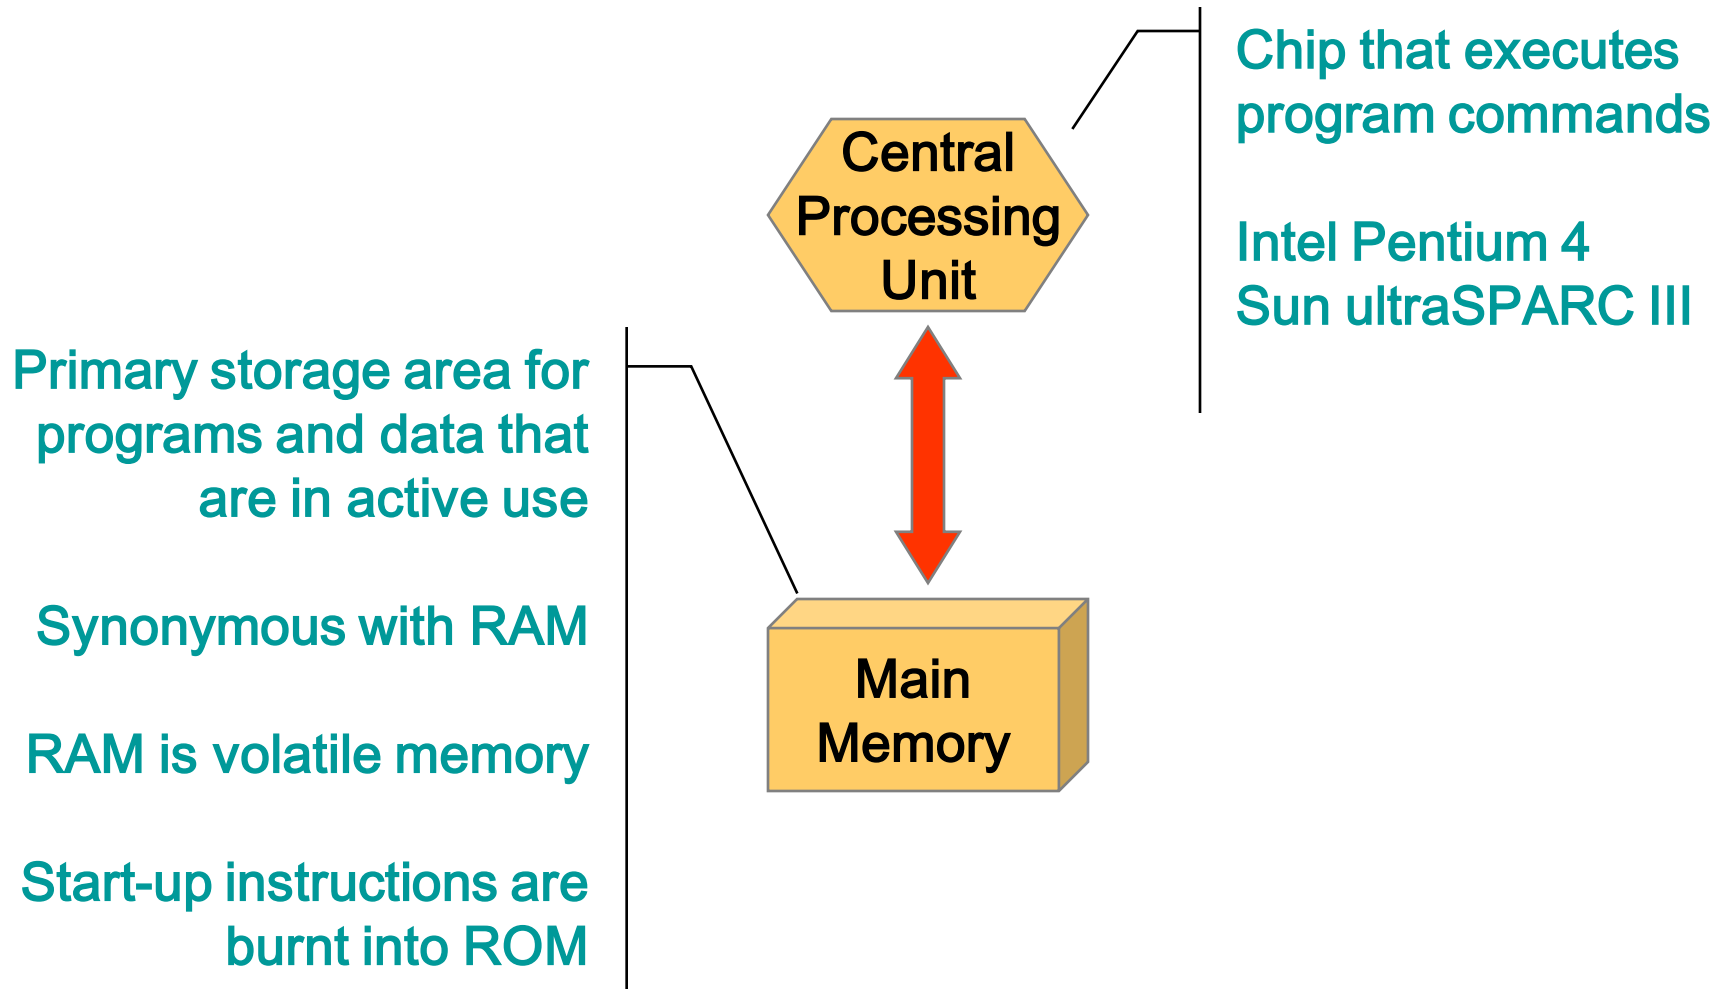 Chip that executes
program commands
Intel Pentium 4
Sun ultraSPARC III
Central
Processing
Unit
Primary storage area for
programs and data that
are in active use
Synonymous with RAM
RAM is volatile memory
Start-up instructions are
burnt into ROM
Main
Memory